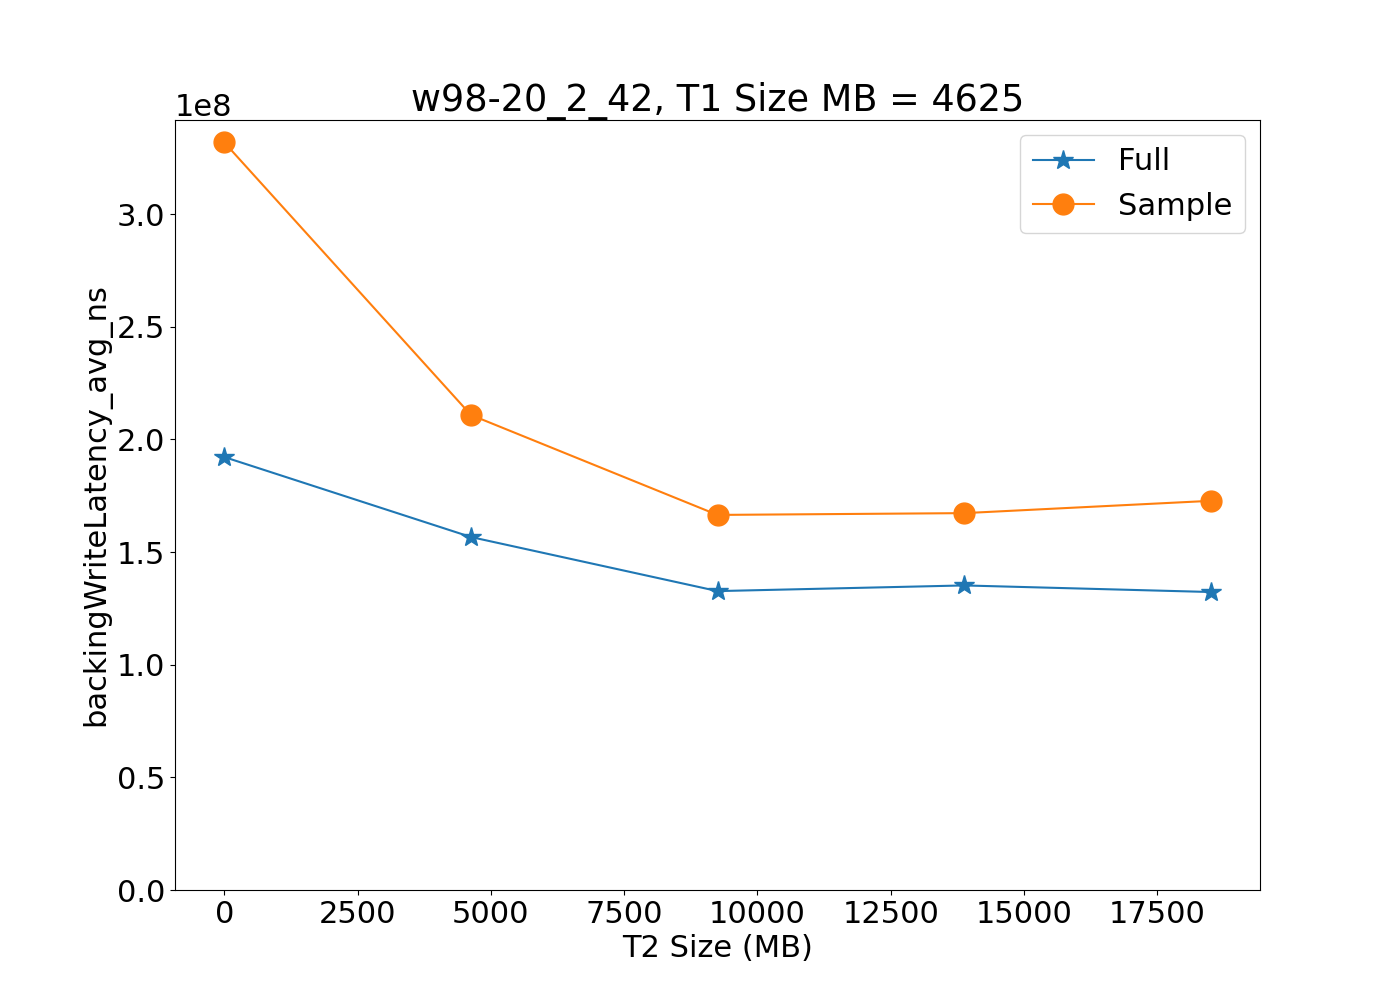 w98-20_2_42, T1 Size MB = 4625
1e8
Full
Sample
3.0
2.5
2.0
1.5
1.0
0.5
0.0
backingWriteLatency_avg_ns
0 2500 5000 7500 10000 12500 15000 17500
T2 Size (MB)